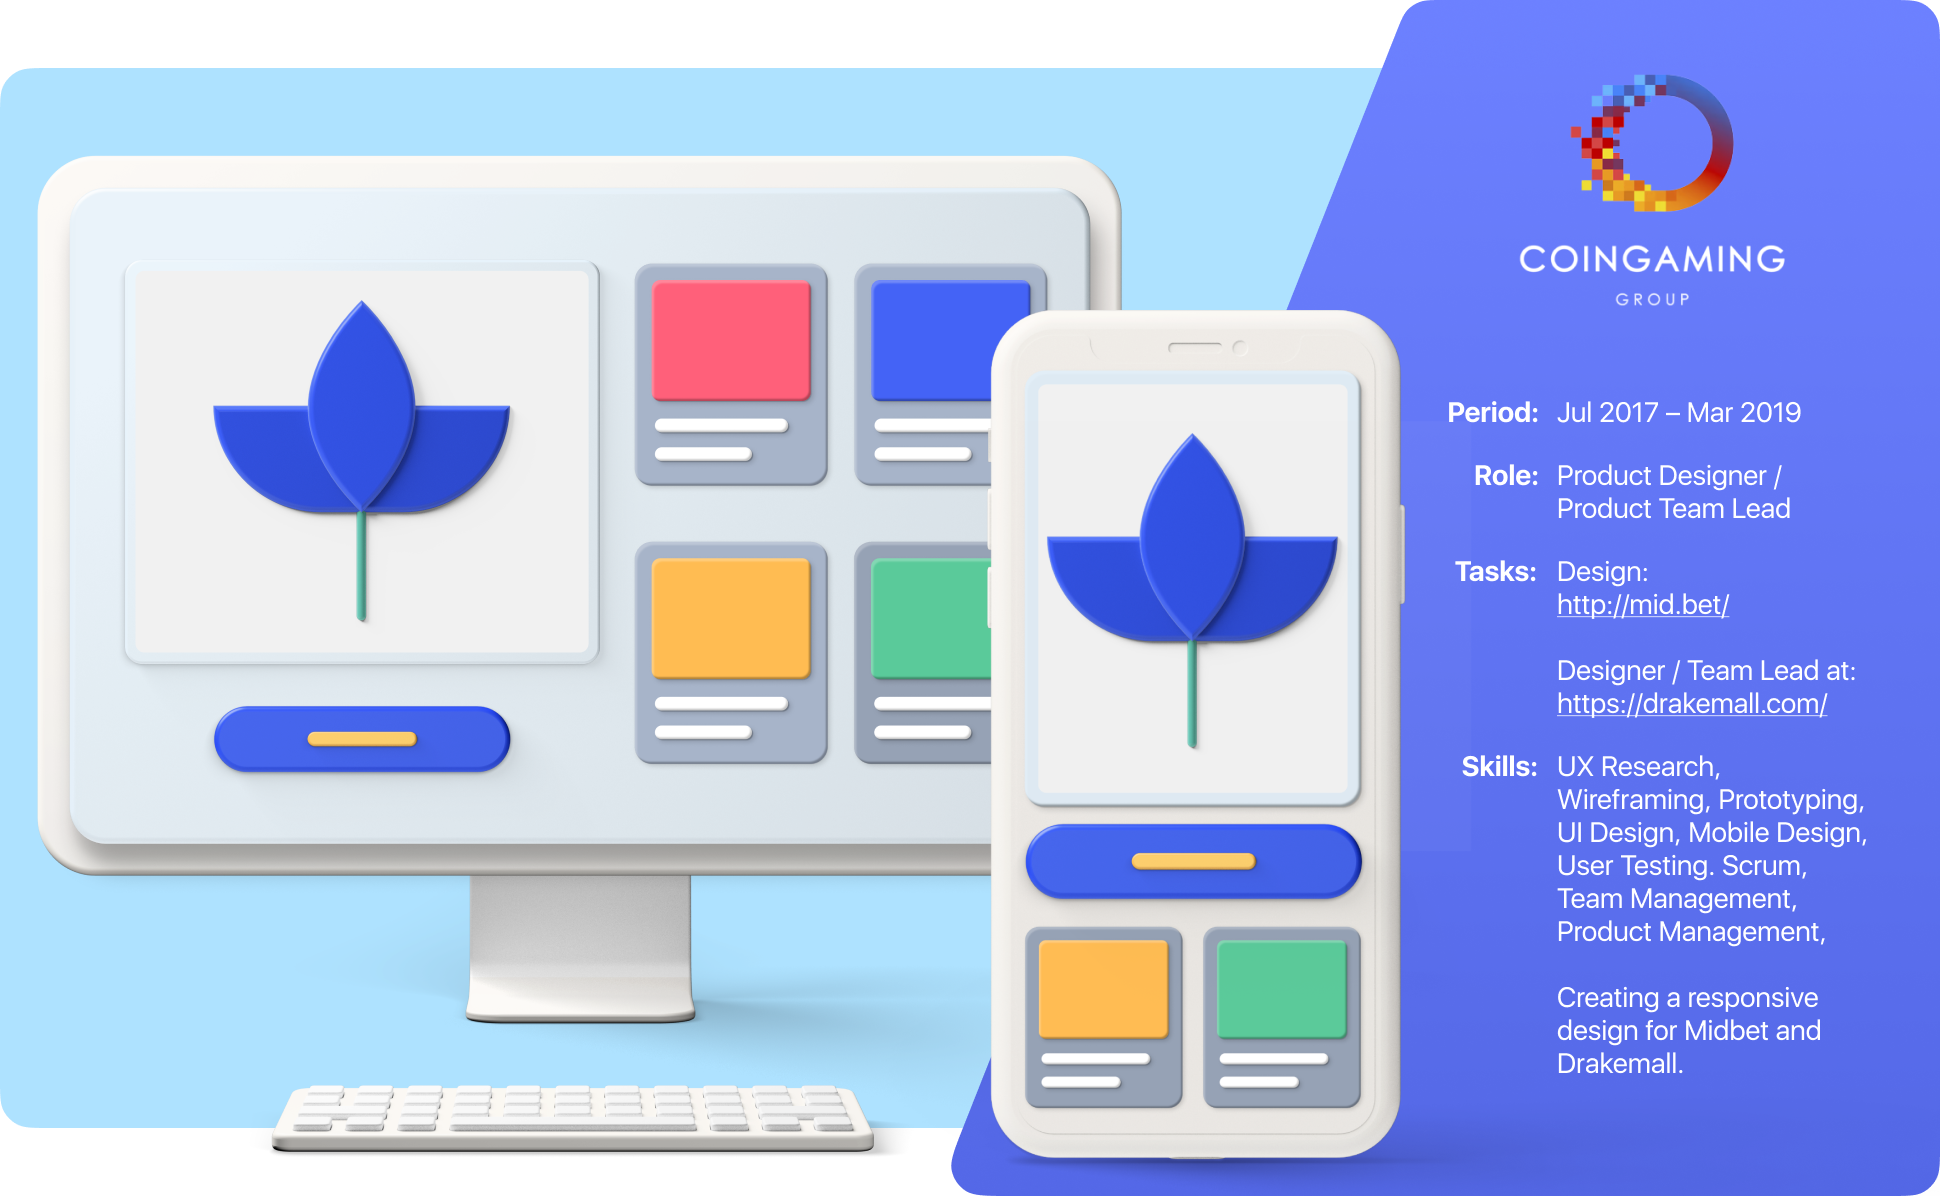 COINGAMING
GROUP
Period: Jul 2017 – Mar 2019
Role: Product Designer /
Product Team Lead
Tasks: Design:
http://mid.bet/
Designer / Team Lead at:
https://drakemall.com/
Skills: UX Research,
Wireframing, Prototyping,
UI Design, Mobile Design,
User Testing. Scrum,
Team Management,
Product Management,
Creating a responsive
design for Midbet and
Drakemall.